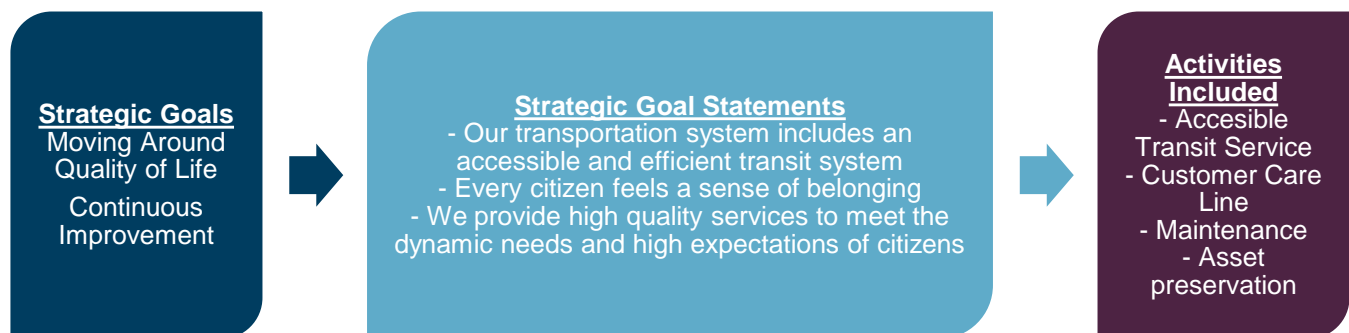 Strategic Goals
Moving Around
Quality of Life
Continuous
Improvement
Strategic Goal Statements
- Our transportation system includes an
accessible and efficient transit system
- Every citizen feels a sense of belonging
- We provide high quality services to meet the
dynamic needs and high expectations of citizens
Activities
Included
- Accesible
Transit Service
- Customer Care
Line
- Maintenance
- Asset
preservation